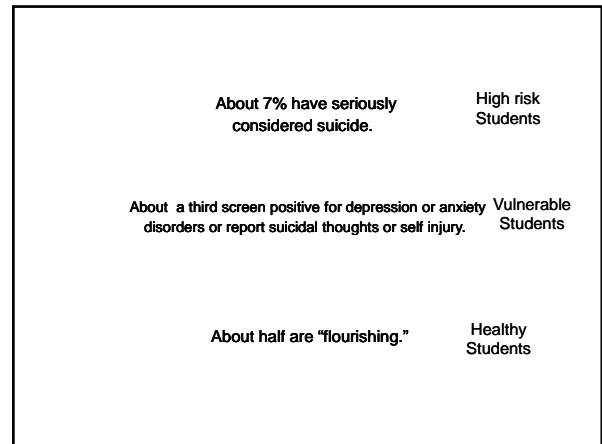 About 7% have seriously
considered suicide.
High risk
Students
About a third screen positive for depression or anxiety
disorders or report suicidal thoughts or self injury.
Vulnerable
Students
About half are “flourishing.”
Healthy
Students